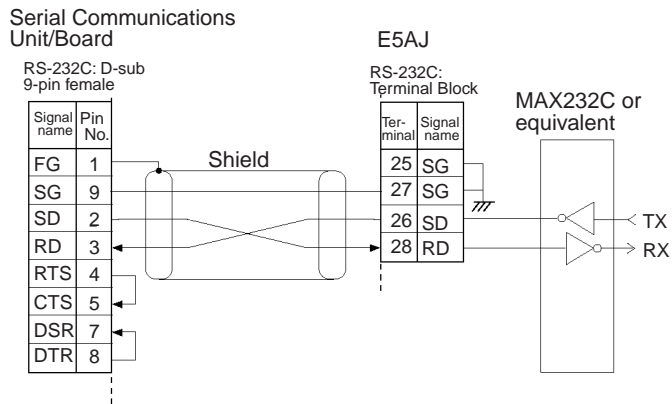 Serial Communications
Unit/Board
RS-232C: D-sub
9-pin female
Signal name Pin No.
FG 1
SG 9
SD 2
RD 3
RTS 4
CTS 5
DSR 7
DTR 8
Shield
E5AJ
RS-232C:
Terminal Block
Ter-minal Signal name
25 SG
27 SG
26 SD
28 RD
MAX232C or
equivalent
TX
RX